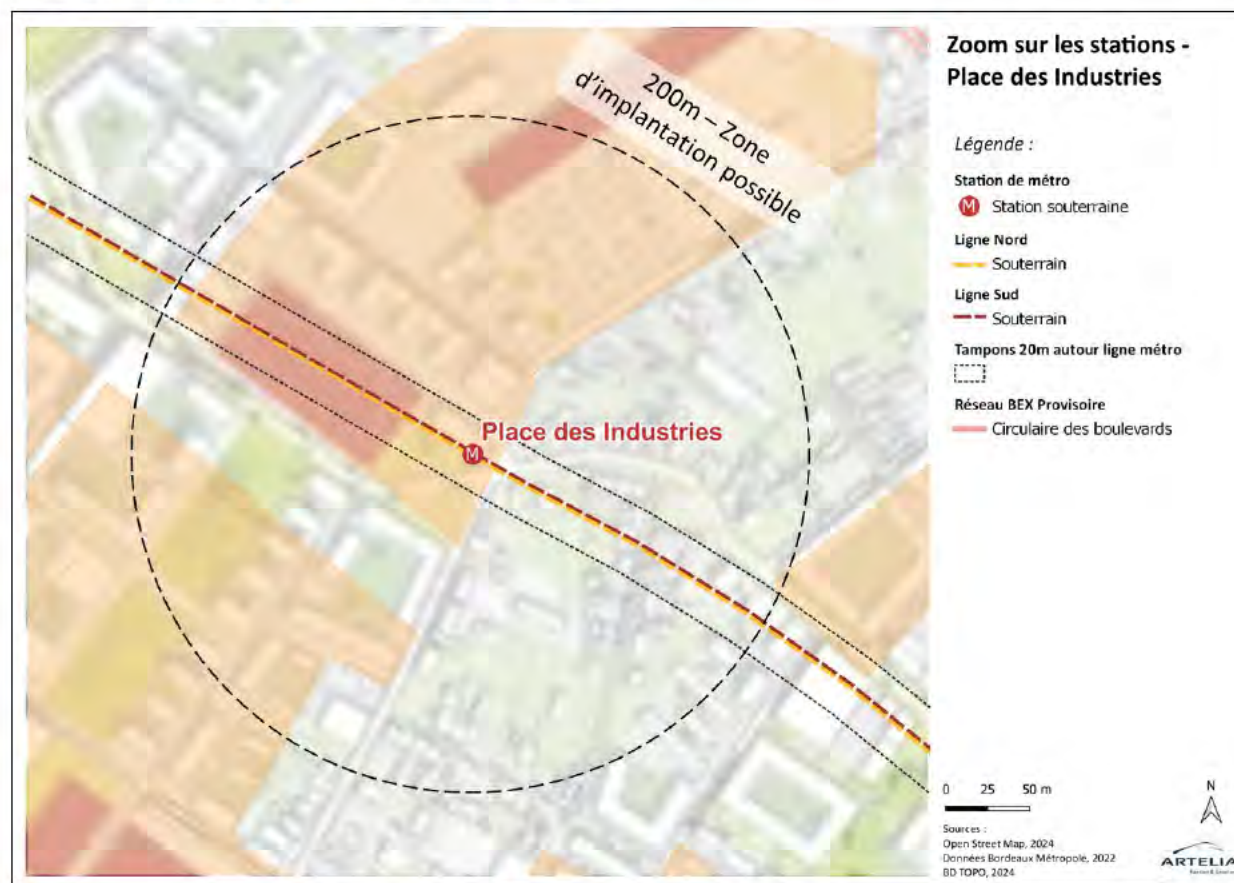 200m – Zone
d'implantation possible
Place des Industries
M
Zoom sur les stations -
Place des Industries
Légende :
Station de métro
M Station souterraine
Ligne Nord
Souterrain
Ligne Sud
Souterrain
Tampons 20m autour ligne métro
Réseau BEX Provisoire
Circulaire des boulevards
0 25 50 m
N
Sources :
Open Street Map, 2024
Données Bordeaux Métropole, 2022
BD TOPO, 2024
ARTELIA